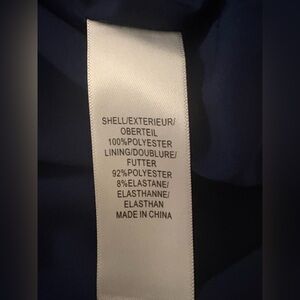 SHELL/EXTERIEUR/
OBERTEIL
100%POLYESTER
LINING/DOUBLURE/
FUTTER
92%POLYESTER
8%ELASTANE/
ELASTHANNE/
ELASTHAN
MADE IN CHINA